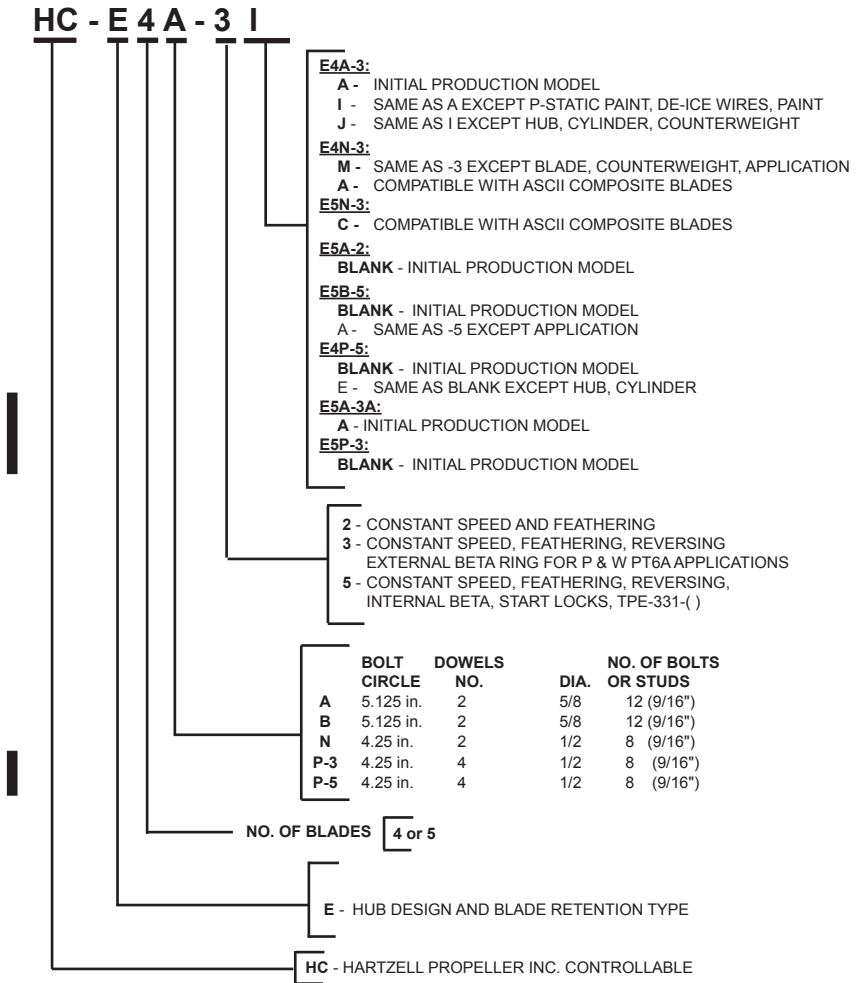 HC - E 4 A - 3 I
E4A-3:
A - INITIAL PRODUCTION MODEL
I - SAME AS A EXCEPT P-STATIC PAINT, DE-ICE WIRES, PAINT
J - SAME AS I EXCEPT HUB, CYLINDER, COUNTERWEIGHT
E4N-3:
M - SAME AS -3 EXCEPT BLADE, COUNTERWEIGHT, APPLICATION
A - COMPATIBLE WITH ASCII COMPOSITE BLADES
E5N-3:
C - COMPATIBLE WITH ASCII COMPOSITE BLADES
E5A-2:
BLANK - INITIAL PRODUCTION MODEL
E5B-5:
BLANK - INITIAL PRODUCTION MODEL
A - SAME AS -5 EXCEPT APPLICATION
E4P-5:
BLANK - INITIAL PRODUCTION MODEL
E - SAME AS BLANK EXCEPT HUB, CYLINDER
E5A-3A:
A - INITIAL PRODUCTION MODEL
E5P-3:
BLANK - INITIAL PRODUCTION MODEL
2 - CONSTANT SPEED AND FEATHERING
3 - CONSTANT SPEED, FEATHERING, REVERSING
EXTERNAL BETA RING FOR P & W PT6A APPLICATIONS
5 - CONSTANT SPEED, FEATHERING, REVERSING,
INTERNAL BETA, START LOCKS, TPE-331-( )
BOLT DOWELS NO. OF BOLTS
CIRCLE NO. DIA. OR STUDS
A 5.125 in. 2 5/8 12 (9/16")
B 5.125 in. 2 5/8 12 (9/16")
N 4.25 in. 2 1/2 8 (9/16")
P-3 4.25 in. 4 1/2 8 (9/16")
P-5 4.25 in. 4 1/2 8 (9/16")
NO. OF BLADES 4 or 5
E - HUB DESIGN AND BLADE RETENTION TYPE
HC - HARTZELL PROPELLER INC. CONTROLLABLE